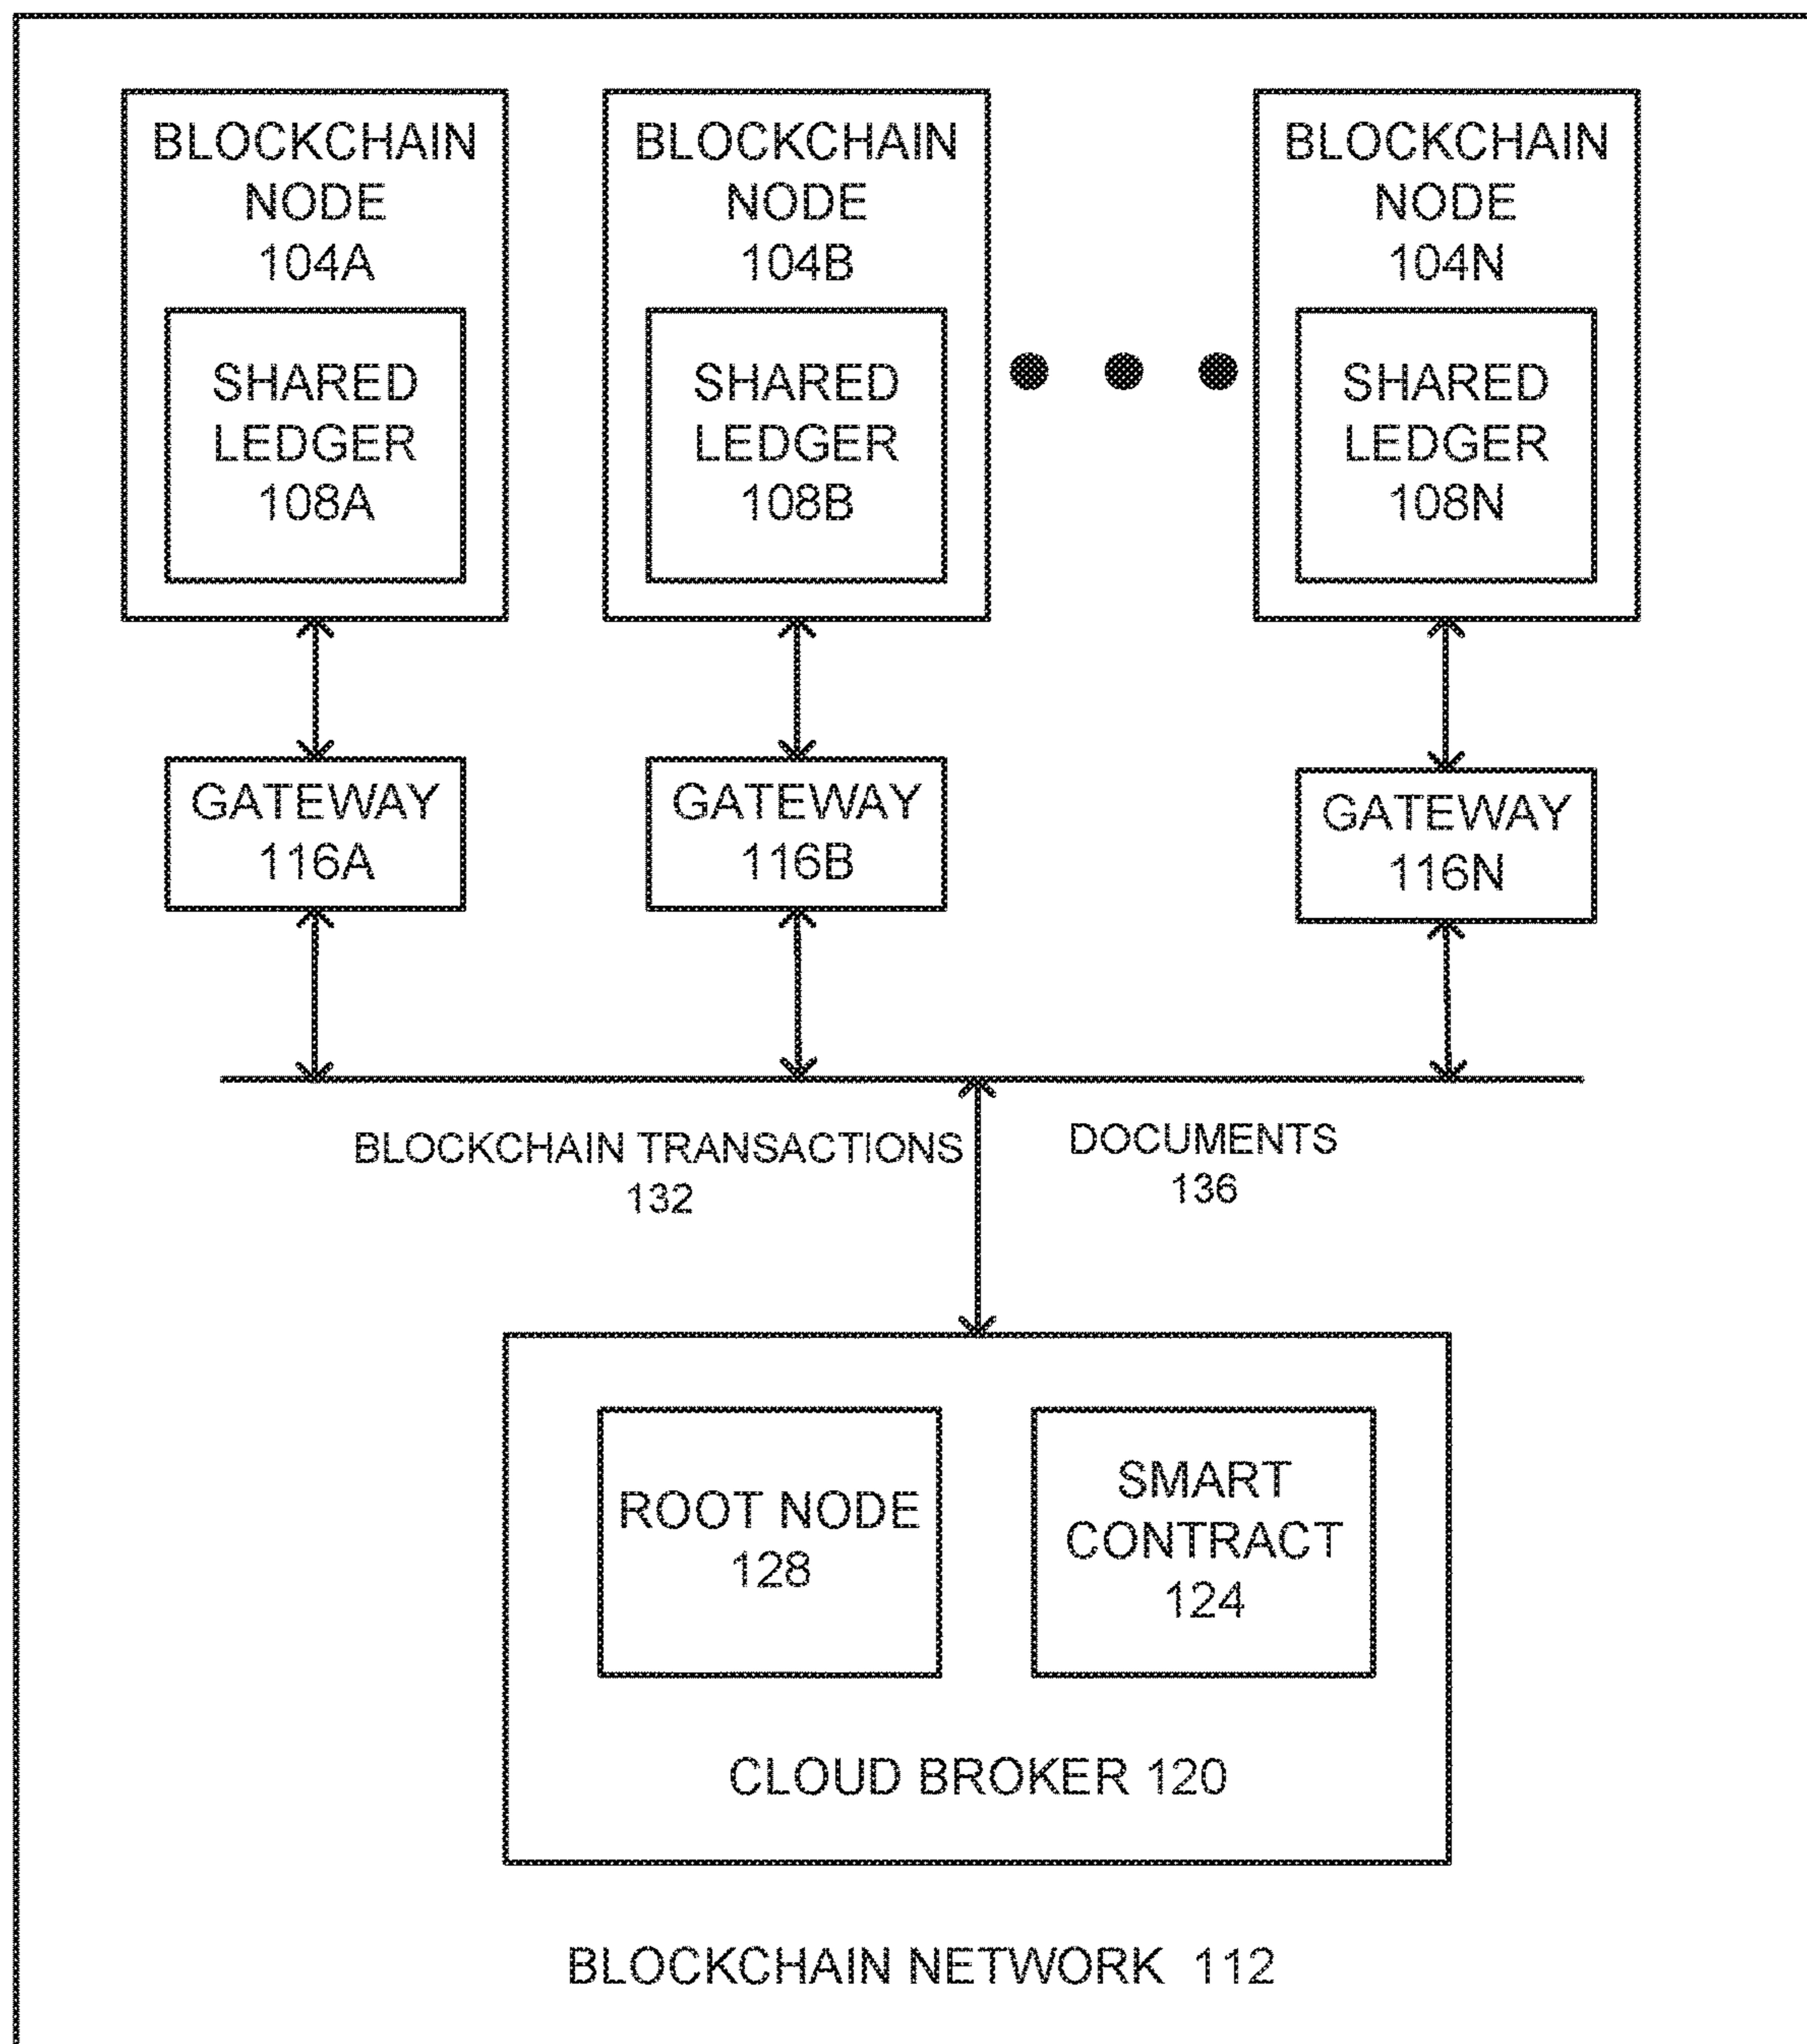 BLOCKCHAIN
NODE
104A
SHARED
LEDGER
108A
BLOCKCHAIN
NODE
104B
SHARED
LEDGER
108B
BLOCKCHAIN
NODE
104N
SHARED
LEDGER
108N
GATEWAY
116A
GATEWAY
116B
GATEWAY
116N
BLOCKCHAIN TRANSACTIONS
132
DOCUMENTS
136
ROOT NODE
128
SMART
CONTRACT
124
CLOUD BROKER 120
BLOCKCHAIN NETWORK 112